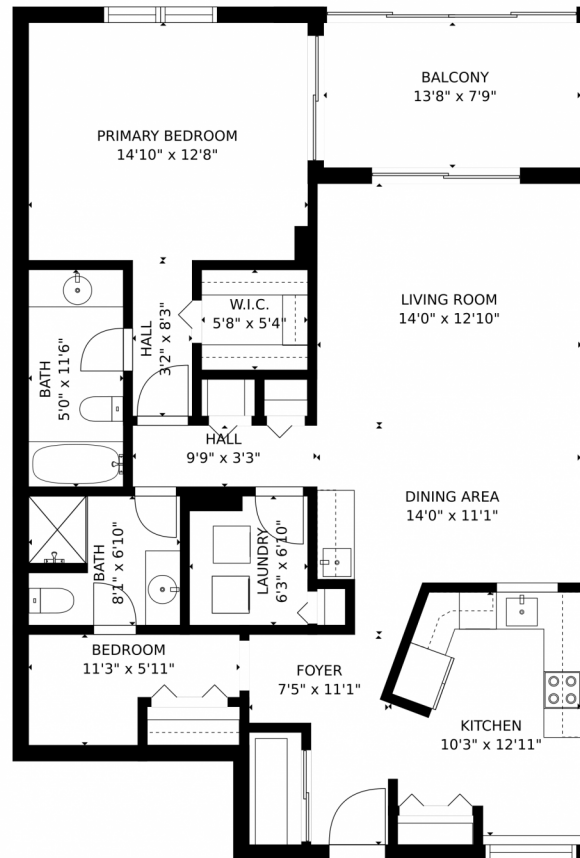 BALCONY
13'8" x 7'9"
PRIMARY BEDROOM
14'10" x 12'8"
W.I.C.
5'8" x 5'4"
HALL
3'2" x 8'3"
LIVING ROOM
14'0" x 12'10"
BATH
5'0" x 11'6"
HALL
9'9" x 3'3"
DINING AREA
14'0" x 11'1"
BATH
8'1" x 6'10"
LAUNDRY
6'3" x 6'10"
BEDROOM
11'3" x 5'11"
FOYER
7'5" x 11'1"
KITCHEN
10'3" x 12'11"